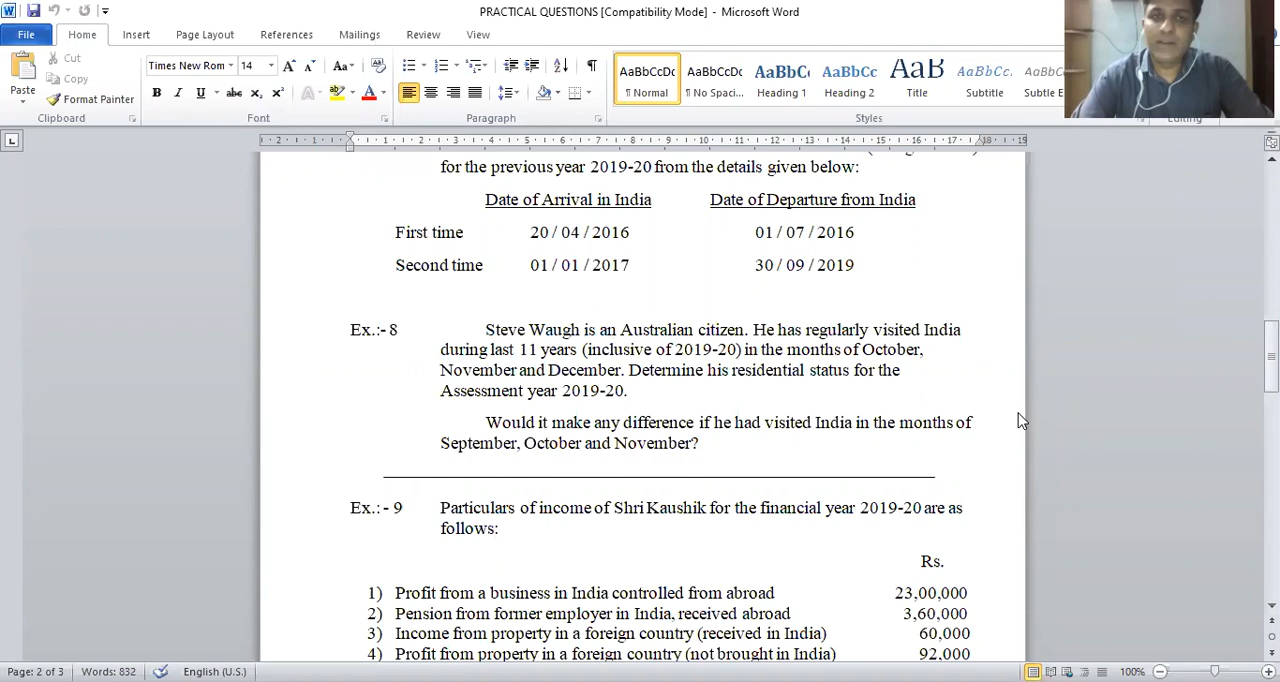 PRACTICAL QUESTIONS [Compatibility Mode] - Microsoft Word
File Home Insert Page Layout References Mailings Review View
Paste
Cut
Copy
Format Painter
Clipboard
Times New Rom 14
Font
Paragraph
AaBbCcDc AaBbCcDc AaBbC AaBbCc AaB AaBbCc. AaBbCc
¶ Normal ¶ No Spaci... Heading 1 Heading 2 Title Subtitle Subtle E
Styles
Editing
for the previous year 2019-20 from the details given below:
Date of Arrival in India Date of Departure from India
First time 20 / 04 / 2016 01 / 07 / 2016
Second time 01 / 01 / 2017 30 / 09 / 2019
Ex.:- 8 Steve Waugh is an Australian citizen. He has regularly visited India
during last 11 years (inclusive of 2019-20) in the months of October,
November and December. Determine his residential status for the
Assessment year 2019-20.
Would it make any difference if he had visited India in the months of
September, October and November?
Ex.: - 9 Particulars of income of Shri Kaushik for the financial year 2019-20 are as
follows:
Rs.
1) Profit from a business in India controlled from abroad 23,00,000
2) Pension from former employer in India, received abroad 3,60,000
3) Income from property in a foreign country (received in India) 60,000
4) Profit from property in a foreign country (not brought in India) 92,000
Page: 2 of 3 Words: 832 English (U.S.) 100%